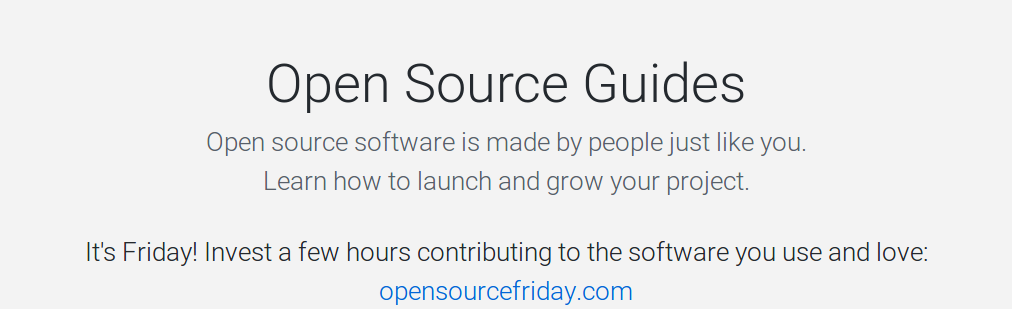 Open Source Guides
Open source software is made by people just like you.
Learn how to launch and grow your project.
It's Friday! Invest a few hours contributing to the software you use and love:
opensourcefriday.com